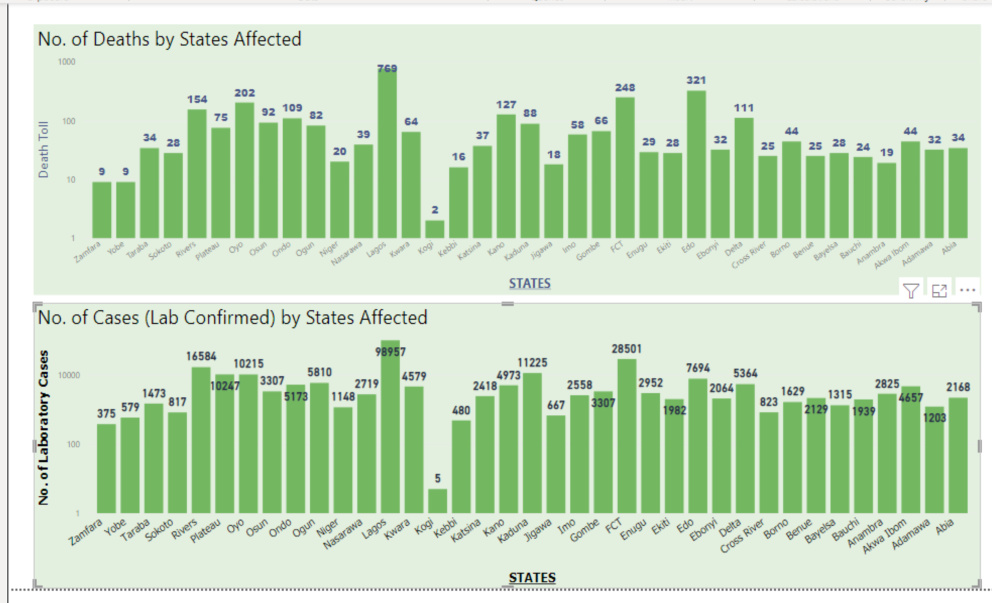 No. of Deaths by States Affected
1000
100
10
1
Death Toll
9 9 34 28 154 75 202 92 109 82 20 39 769 64 2 16 37 127 88 18 58 66 248 29 28 321 32 111 25 44 25 28 24 19 44 32 34
Zamfara Yobe Taraba Sokoto Rivers Plateau Oyo Osun Ondo Ogun Niger Nasarawa Lagos Kwara Kogi Kebbi Katsina Kano Kaduna Jigawa Imo Gombe FCT Enugu Ekiti Edo Ebonyi Delta Cross River Borno Benue Bayelsa Bauchi Anambra Akwa Ibom Adamawa Abia
STATES
No. of Cases (Lab Confirmed) by States Affected
10000
100
1
No. of Laboratory Cases
375 579 1473 817 16584 10247 10215 3307 5173 5810 1148 2719 98957 4579 5 480 2418 4973 11225 667 2558 3307 28501 2952 1982 7694 2064 5364 823 1629 2129 1315 1939 2825 4657 1203 2168
Zamfara Yobe Taraba Sokoto Rivers Plateau Oyo Osun Ondo Ogun Niger Nasarawa Lagos Kwara Kogi Kebbi Katsina Kano Kaduna Jigawa Imo Gombe FCT Enugu Ekiti Edo Ebonyi Delta Cross River Borno Benue Bayelsa Bauchi Anambra Akwa Ibom Adamawa Abia
STATES